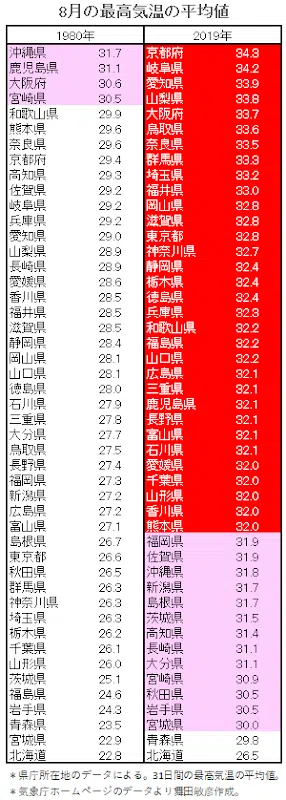 8月の最高気温の平均値
1980年 2019年
沖縄県 31.7 京都府 34.3
鹿児島県 31.1 岐阜県 34.2
大阪府 30.6 愛知県 33.9
宮崎県 30.5 山梨県 33.8
和歌山県 29.9 大阪府 33.7
熊本県 29.6 鳥取県 33.6
奈良県 29.6 奈良県 33.5
京都府 29.4 群馬県 33.3
高知県 29.3 埼玉県 33.2
佐賀県 29.2 福井県 33.0
岐阜県 29.2 岡山県 32.8
兵庫県 29.2 滋賀県 32.8
愛知県 29.0 東京都 32.8
山梨県 28.9 神奈川県 32.7
長崎県 28.9 静岡県 32.4
愛媛県 28.6 栃木県 32.4
香川県 28.5 徳島県 32.4
福井県 28.5 兵庫県 32.3
滋賀県 28.5 和歌山県 32.2
静岡県 28.4 福島県 32.2
岡山県 28.1 山口県 32.2
山口県 28.1 広島県 32.1
徳島県 28.0 三重県 32.1
石川県 27.9 鹿児島県 32.1
三重県 27.8 長野県 32.1
大分県 27.7 富山県 32.1
鳥取県 27.5 石川県 32.1
長野県 27.4 愛媛県 32.0
福岡県 27.3 千葉県 32.0
新潟県 27.2 山形県 32.0
広島県 27.2 香川県 32.0
富山県 27.1 熊本県 32.0
島根県 26.7 福岡県 31.9
東京都 26.6 佐賀県 31.9
秋田県 26.5 沖縄県 31.8
群馬県 26.3 新潟県 31.7
神奈川県 26.3 島根県 31.7
埼玉県 26.3 茨城県 31.5
栃木県 26.2 高知県 31.4
千葉県 26.1 長崎県 31.1
山形県 26.0 大分県 31.1
茨城県 25.1 宮崎県 30.9
福島県 24.6 秋田県 30.5
岩手県 24.3 岩手県 30.5
青森県 23.5 宮城県 30.0
宮城県 22.9 青森県 29.8
北海道 22.8 北海道 26.5
＊県庁所在地のデータによる。31日間の最高気温の平均値。
＊気象庁ホームページのデータより舞田敏彦作成。